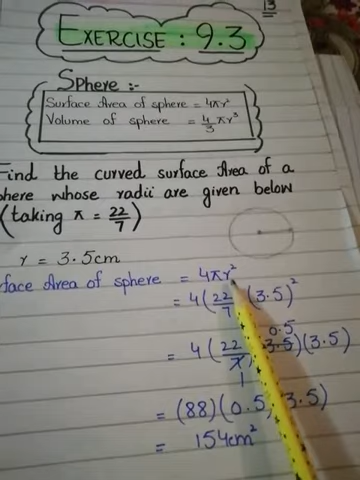 13
EXERCISE : 9.3
Sphere :-
Surface Area of sphere = 4πr²
Volume of sphere = 4/3 πr³
Find the curved surface Area of a
here whose radii are given below
(taking π = 22/7)
r = 3.5cm
face Area of sphere = 4πr²
= 4(22/7)(3.5)²
0.5
= 4(22/7)(3.5)(3.5)
1
= (88)(0.5)(3.5)
= 154cm²